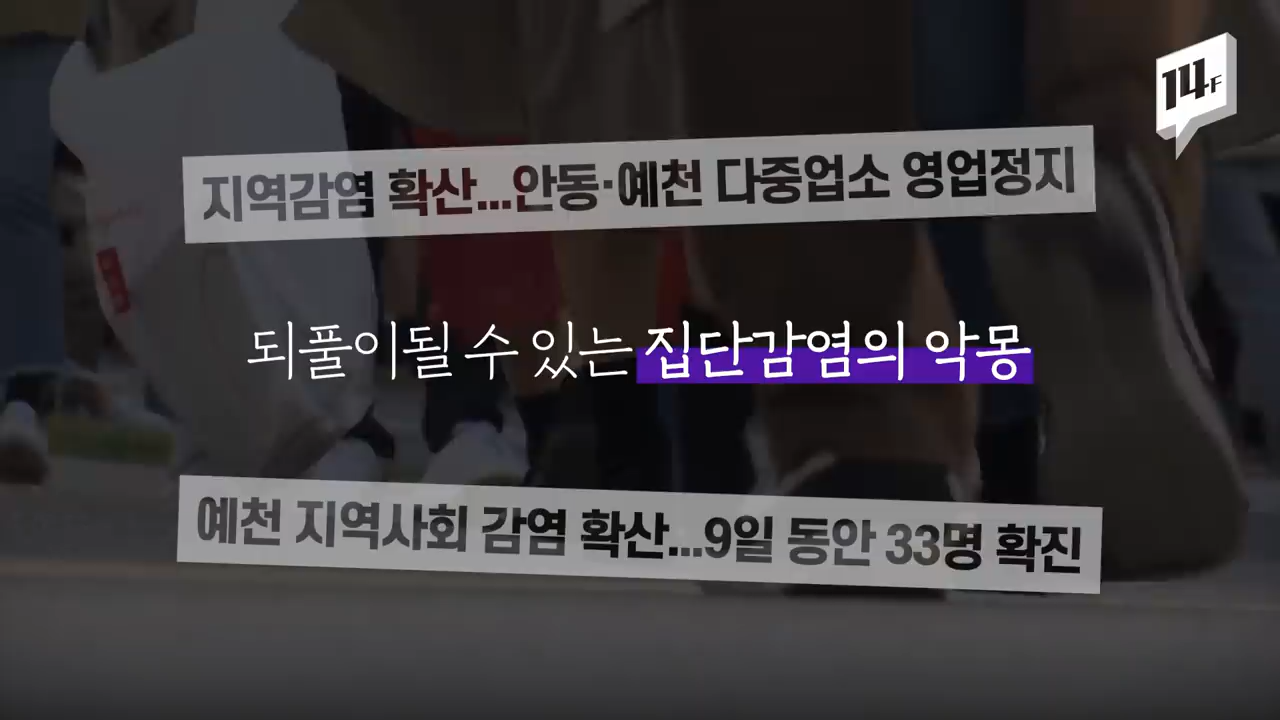 14F
지역감염 확산...안동·예천 다중업소 영업정지
되풀이될 수 있는 집단감염의 악몽
예천 지역사회 감염 확산...9일 동안 33명 확진